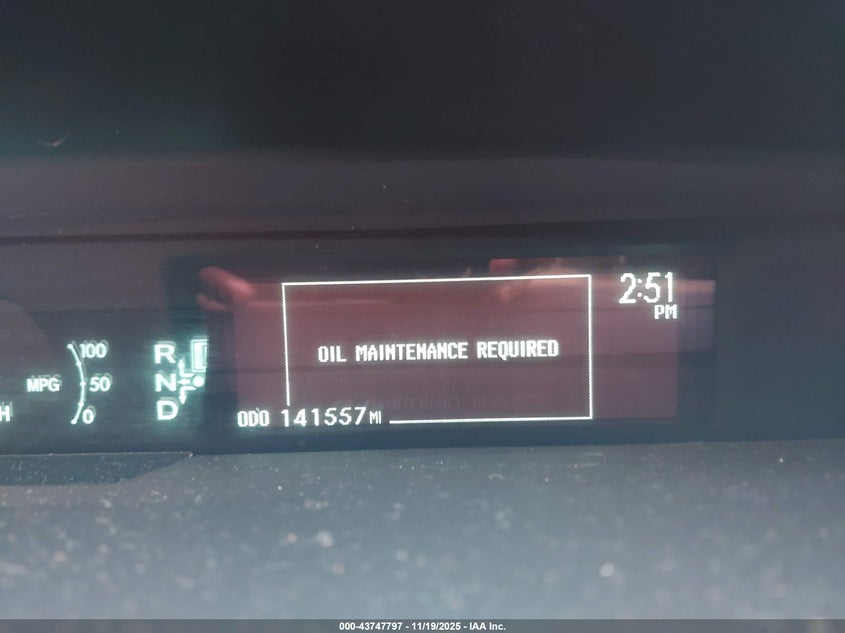 2:51
PM
100
MPG 50
0
H
R
N
D
OIL MAINTENANCE REQUIRED
ODO 141557 MI
000-43747797 - 11/19/2025 - IAA Inc.